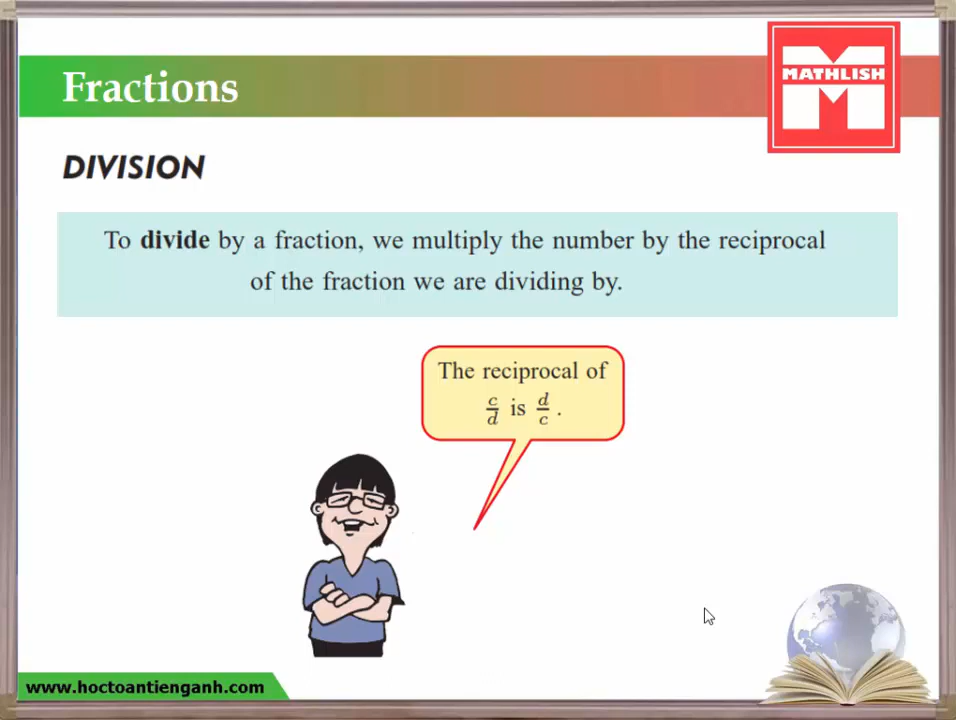 Fractions
MATHLISH
DIVISION
To divide by a fraction, we multiply the number by the reciprocal
of the fraction we are dividing by.
The reciprocal of
c/d is d/c .
www.hoctoantienganh.com